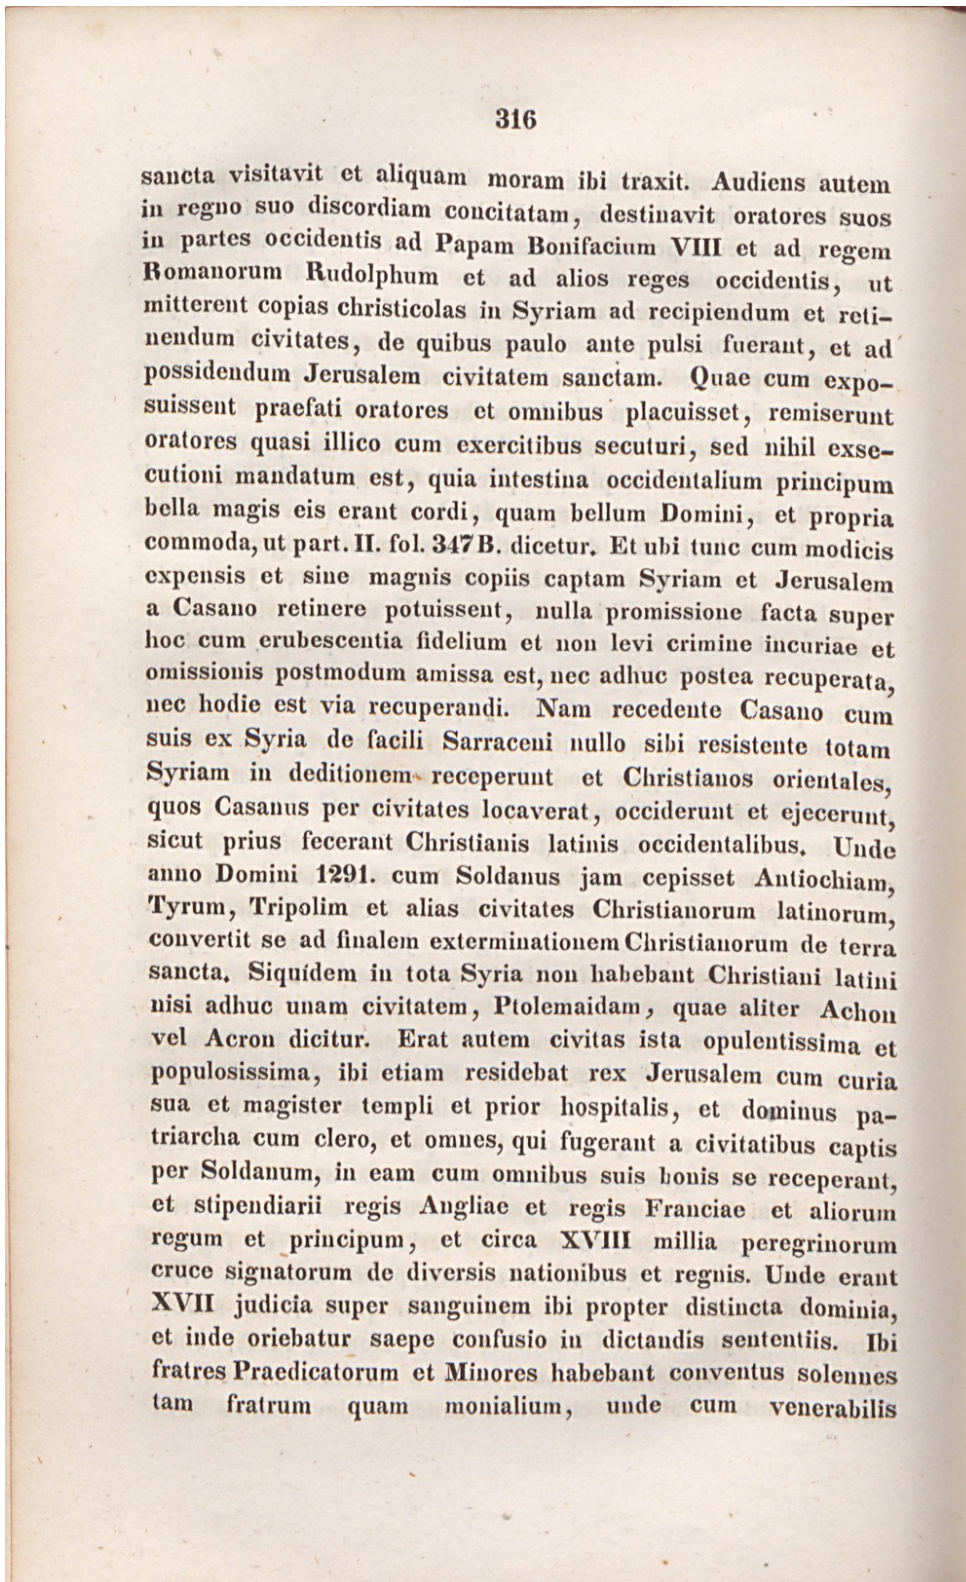 316
sancta visitavit et aliquam moram ibi traxit. Audiens autem
in regno suo discordiam concitatam, destinavit oratores suos
in partes occidentis ad Papam Bonifacium VIII et ad regem
Romanorum Rudolphum et ad alios reges occidentis, ut
mitterent copias christicolas in Syriam ad recipiendum et reti-
nendum civitates, de quibus paulo ante pulsi fuerant, et ad
possidendum Jerusalem civitatem sanctam. Quae cum expo-
suissent praefati oratores et omnibus placuisset, remiserunt
oratores quasi illico cum exercitibus secuturi, sed nihil exse-
cutioni mandatum est, quia intestina occidentalium principum
bella magis eis erant cordi, quam bellum Domini, et propria
commoda, ut part. II. fol. 347B. dicetur. Et ubi tunc cum modicis
expensis et sine magnis copiis captam Syriam et Jerusalem
a Casano retinere potuissent, nulla promissione facta super
hoc cum erubescentia fidelium et non levi crimine incuriae et
omissionis postmodum amissa est, nec adhuc postea recuperata,
nec hodie est via recuperandi. Nam recedente Casano cum
suis ex Syria de facili Sarraceni nullo sibi resistente totam
Syriam in deditionem receperunt et Christianos orientales,
quos Casanus per civitates locaverat, occiderunt et ejecerunt,
sicut prius fecerant Christianis latinis occidentalibus. Unde
anno Domini 1291. cum Soldanus jam cepisset Antiochiam,
Tyrum, Tripolim et alias civitates Christianorum latinorum,
convertit se ad finalem exterminationem Christianorum de terra
sancta. Siquidem in tota Syria non habebant Christiani latini
nisi adhuc unam civitatem, Ptolemaidam, quae aliter Achon
vel Acron dicitur. Erat autem civitas ista opulentissima et
populosissima, ibi etiam residebat rex Jerusalem cum curia
sua et magister templi et prior hospitalis, et dominus pa-
triarcha cum clero, et omnes, qui fugerant a civitatibus captis
per Soldanum, in eam cum omnibus suis bonis se receperant,
et stipendiarii regis Angliae et regis Franciae et aliorum
regum et principum, et circa XVIII millia peregrinorum
cruce signatorum de diversis nationibus et regnis. Unde erant
XVII judicia super sanguinem ibi propter distincta dominia,
et inde oriebatur saepe confusio in dictandis sententiis. Ibi
fratres Praedicatorum et Minores habebant conventus solennes
tam fratrum quam monialium, unde cum venerabilis